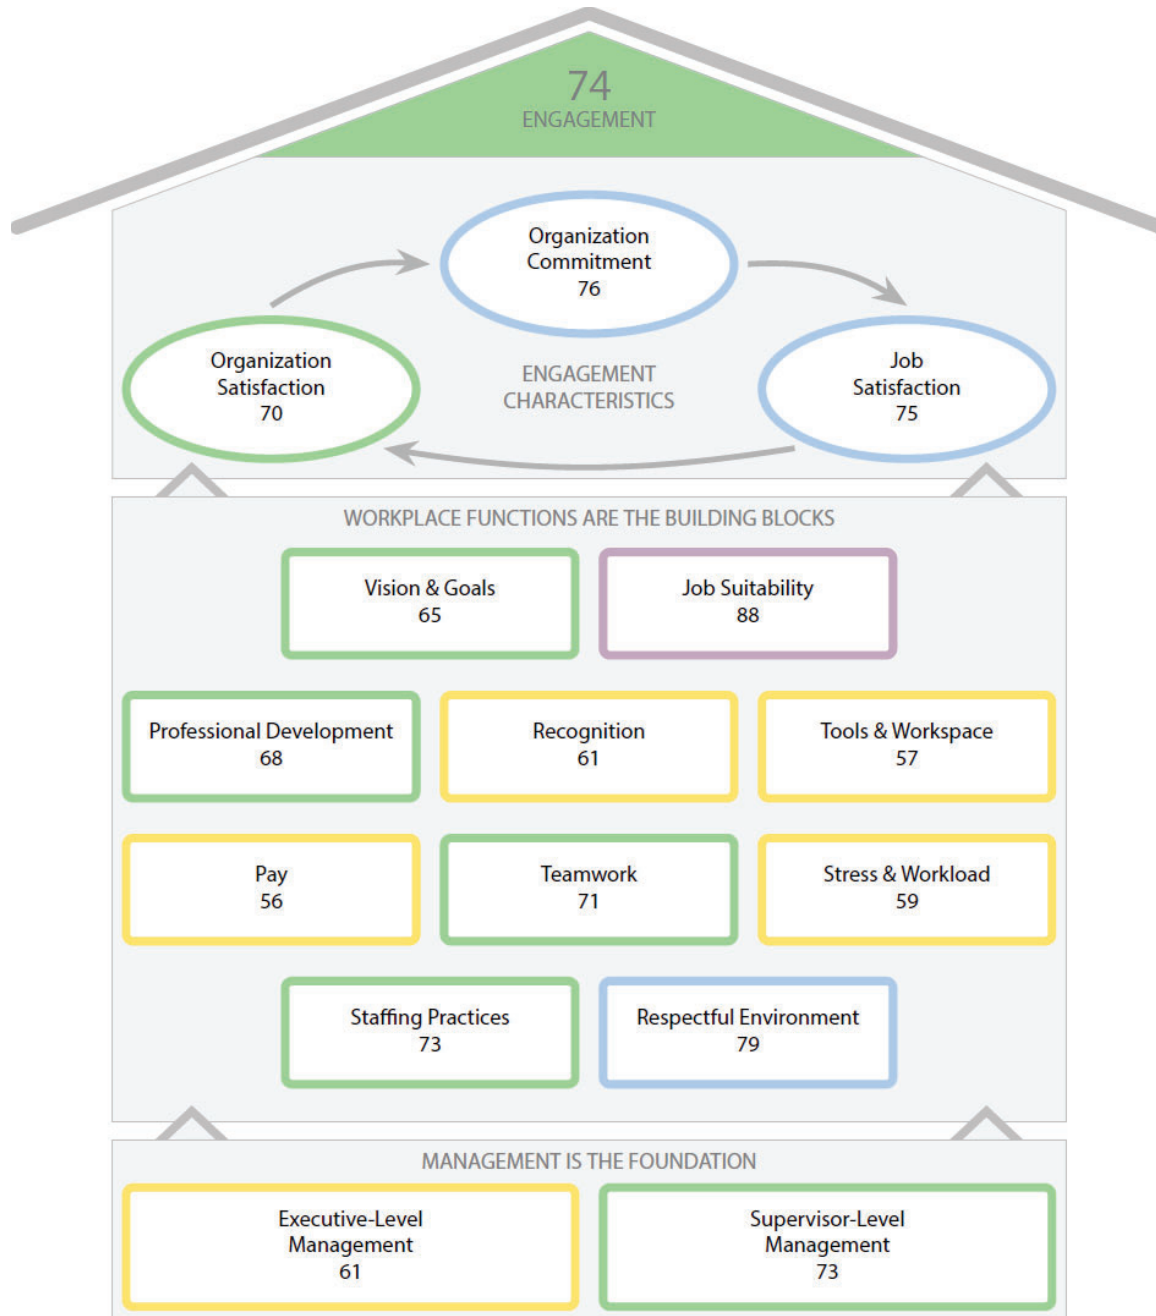 74
ENGAGEMENT
Organization
Commitment
76
Organization
Satisfaction
70
ENGAGEMENT
CHARACTERISTICS
Job
Satisfaction
75
WORKPLACE FUNCTIONS ARE THE BUILDING BLOCKS
Vision & Goals
65
Job Suitability
88
Professional Development
68
Recognition
61
Tools & Workspace
57
Pay
56
Teamwork
71
Stress & Workload
59
Staffing Practices
73
Respectful Environment
79
MANAGEMENT IS THE FOUNDATION
Executive-Level
Management
61
Supervisor-Level
Management
73